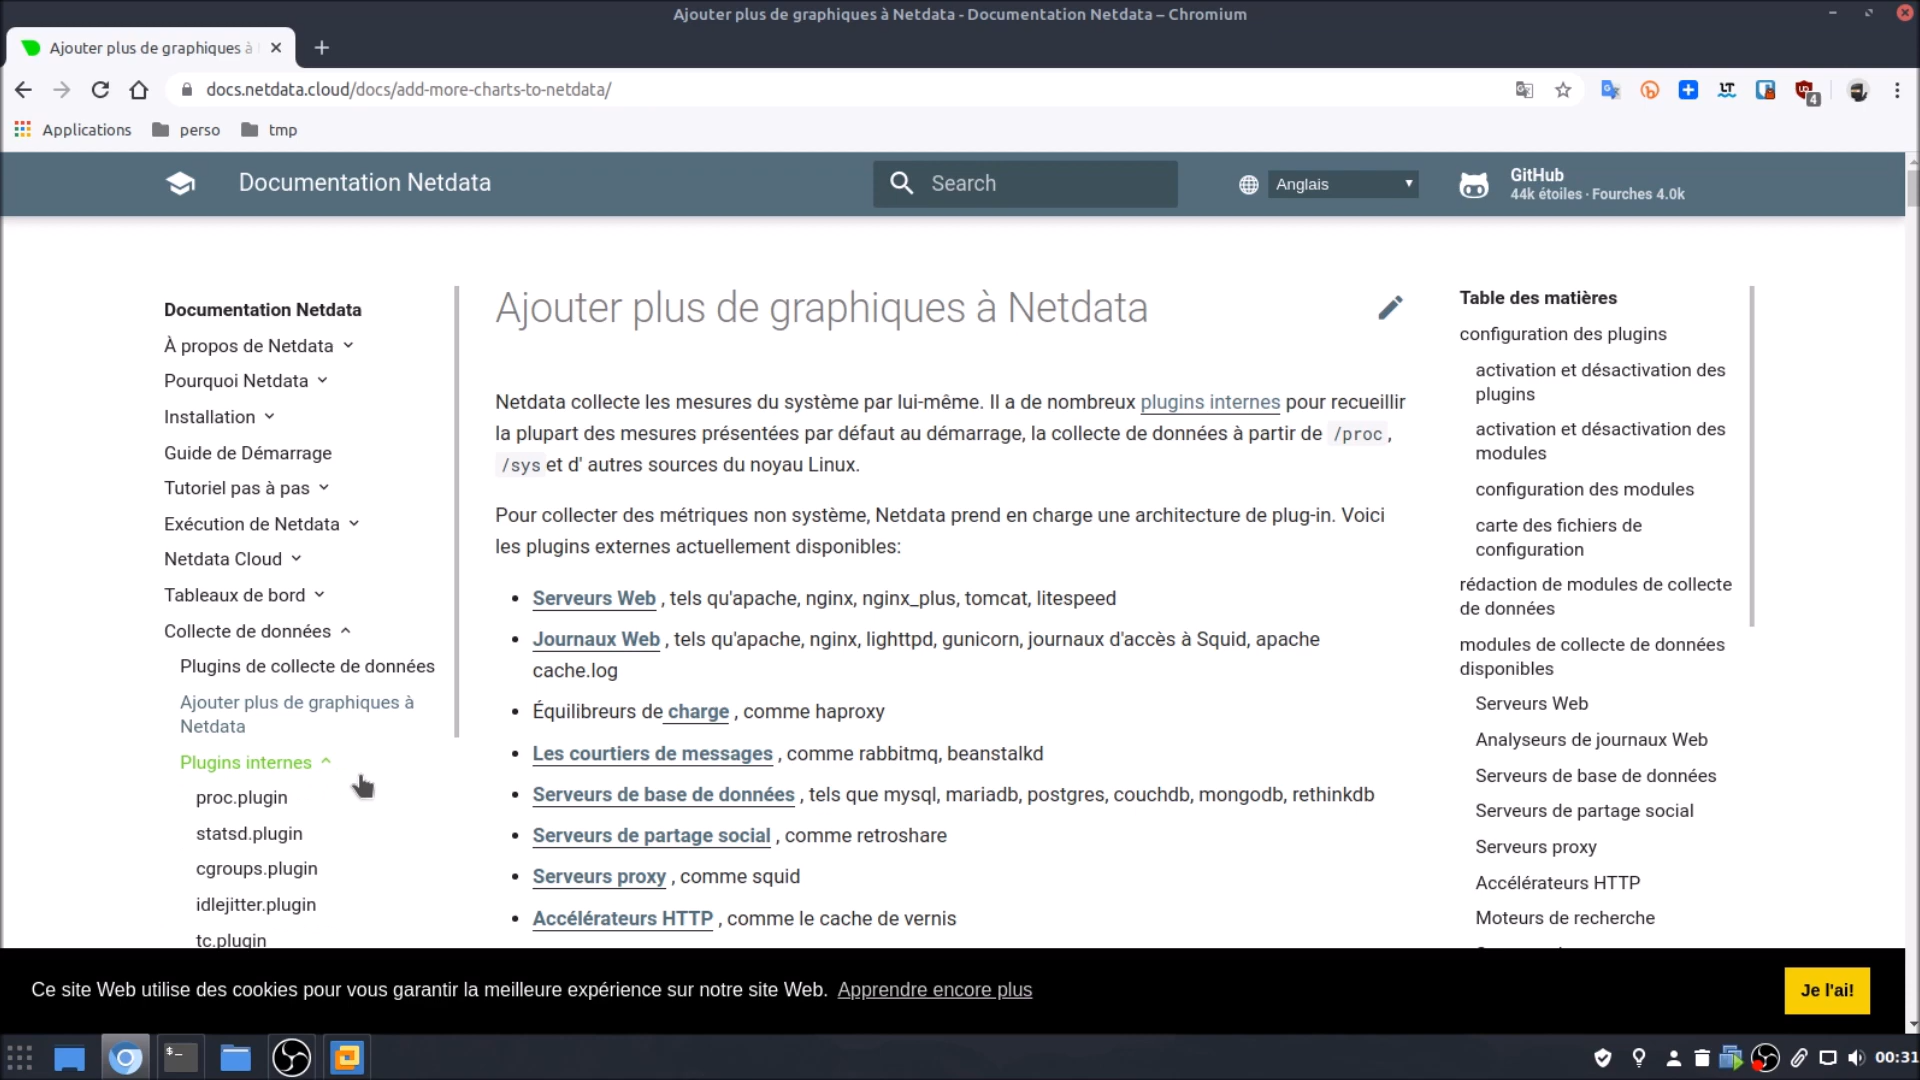 Ajouter plus de graphiques à Netdata - Documentation Netdata – Chromium
Ajouter plus de graphiques à
docs.netdata.cloud/docs/add-more-charts-to-netdata/
4
Applications perso tmp
Documentation Netdata
Search
Anglais
GitHub
44k étoiles · Fourches 4.0k
Documentation Netdata
À propos de Netdata
Pourquoi Netdata
Installation
Guide de Démarrage
Tutoriel pas à pas
Exécution de Netdata
Netdata Cloud
Tableaux de bord
Collecte de données
Plugins de collecte de données
Ajouter plus de graphiques à
Netdata
Plugins internes
proc.plugin
statsd.plugin
cgroups.plugin
idlejitter.plugin
tc.plugin
Ajouter plus de graphiques à Netdata
Netdata collecte les mesures du système par lui-même. Il a de nombreux plugins internes pour recueillir
la plupart des mesures présentées par défaut au démarrage, la collecte de données à partir de /proc ,
/sys et d' autres sources du noyau Linux.
Pour collecter des métriques non système, Netdata prend en charge une architecture de plug-in. Voici
les plugins externes actuellement disponibles:
• Serveurs Web , tels qu'apache, nginx, nginx_plus, tomcat, litespeed
• Journaux Web , tels qu'apache, nginx, lighttpd, gunicorn, journaux d'accès à Squid, apache
cache.log
• Équilibreurs de charge , comme haproxy
• Les courtiers de messages , comme rabbitmq, beanstalkd
• Serveurs de base de données , tels que mysql, mariadb, postgres, couchdb, mongodb, rethinkdb
• Serveurs de partage social , comme retroshare
• Serveurs proxy , comme squid
• Accélérateurs HTTP , comme le cache de vernis
Table des matières
configuration des plugins
activation et désactivation des
plugins
activation et désactivation des
modules
configuration des modules
carte des fichiers de
configuration
rédaction de modules de collecte
de données
modules de collecte de données
disponibles
Serveurs Web
Analyseurs de journaux Web
Serveurs de base de données
Serveurs de partage social
Serveurs proxy
Accélérateurs HTTP
Moteurs de recherche
Ce site Web utilise des cookies pour vous garantir la meilleure expérience sur notre site Web. Apprendre encore plus
Je l'ai!
00:31